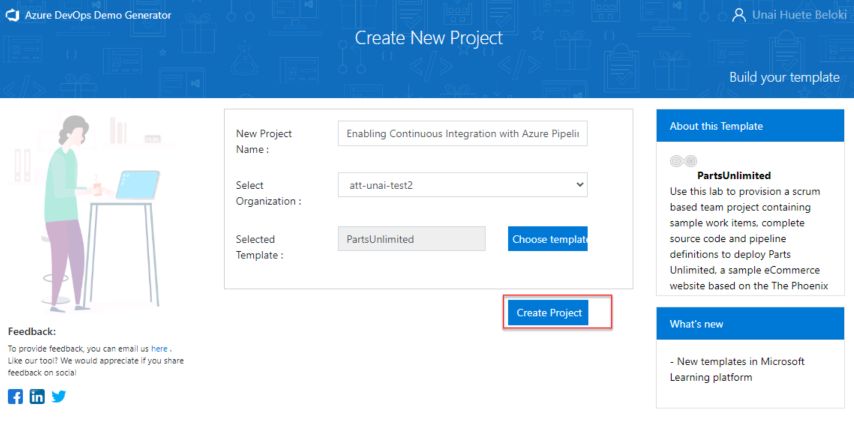 Azure DevOps Demo Generator
Unai Huete Beloki
Create New Project
Build your template
New Project
Name :
Enabling Continuous Integration with Azure Pipelin
Select
Organization :
att-unai-test2
Selected
Template :
PartsUnlimited
Choose template
Create Project
About this Template
PartsUnlimited
Use this lab to provision a scrum
based team project containing
sample work items, complete
source code and pipeline
definitions to deploy Parts
Unlimited, a sample eCommerce
website based on the The Phoenix
What's new
- New templates in Microsoft
Learning platform
Feedback:
To provide feedback, you can email us here .
Like our tool? We would appreciate if you share
feedback on social